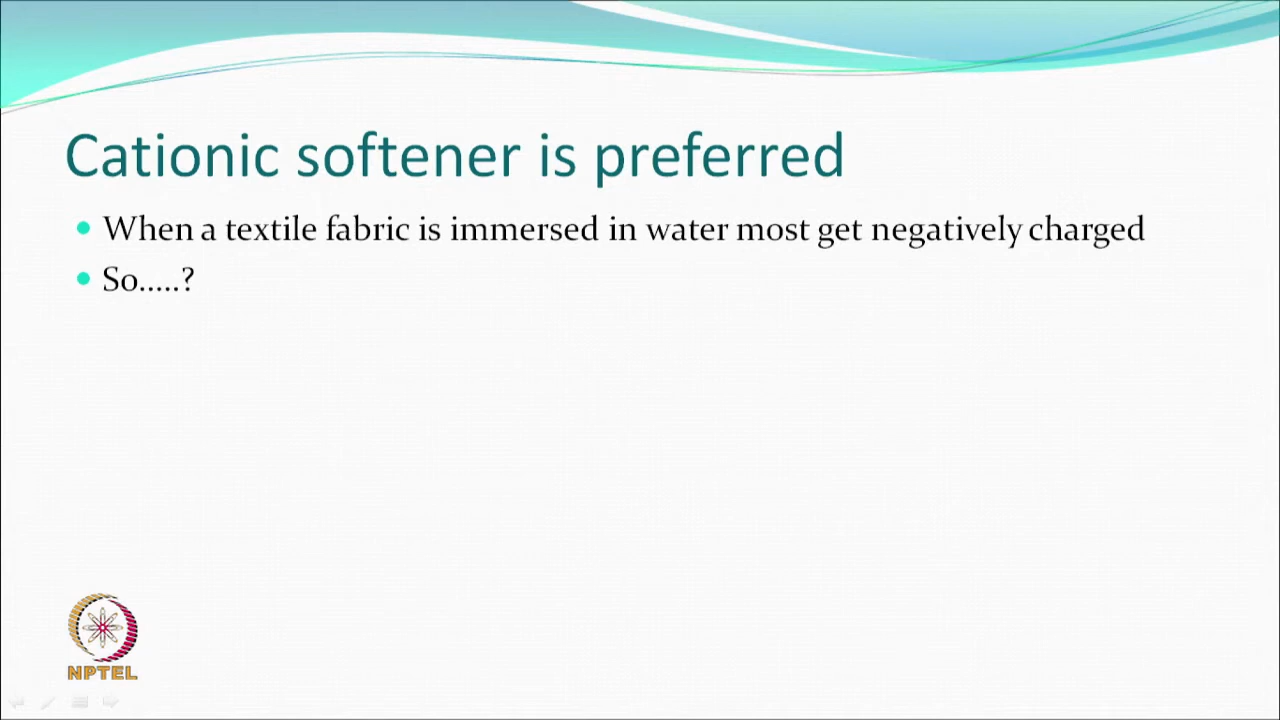 Cationic softener is preferred
When a textile fabric is immersed in water most get negatively charged
So.....?
NPTEL